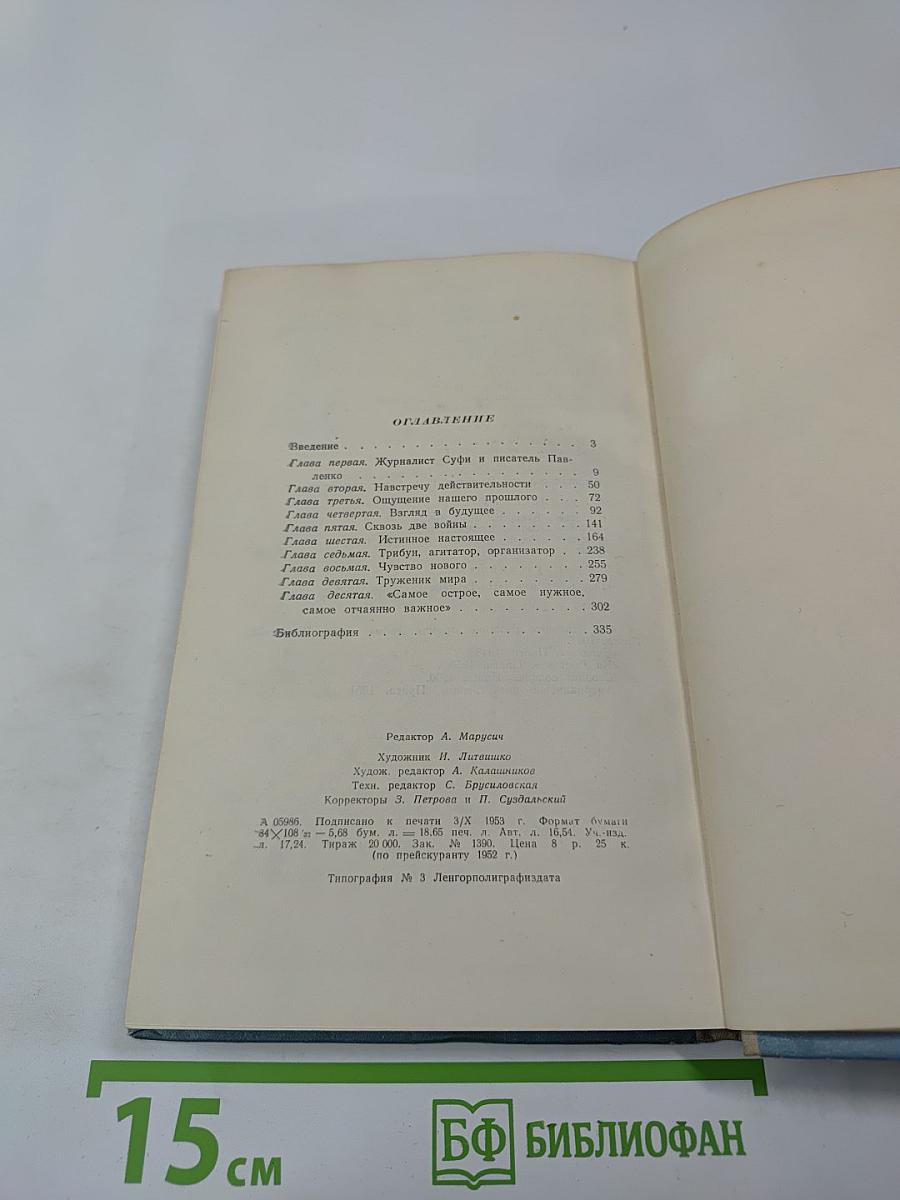 ОГЛАВЛЕНИЕ
Введение . . . . . . . . . . . . . . . . . 3
Глава первая. Журналист Суфи и писатель Пав-
ленко . . . . . . . . . . . . . . . . 9
Глава вторая. Навстречу действительности . . . 50
Глава третья. Ощущение нашего прошлого . . . 72
Глава четвертая. Взгляд в будущее . . . . . . 92
Глава пятая. Сквозь две войны . . . . . . . . 141
Глава шестая. Истинное настоящее . . . . . . 164
Глава седьмая. Трибун, агитатор, организатор . . 238
Глава восьмая. Чувство нового . . . . . . . . 255
Глава девятая. Труженик мира . . . . . . . . 279
Глава десятая. «Самое острое, самое нужное,
самое отчаянно важное» . . . . . . . . . 302
Библиография . . . . . . . . . . . . . . 335
Редактор А. Марусич
Художник И. Литвишко
Худож. редактор А. Калашников
Техн. редактор С. Брусиловская
Корректоры З. Петрова и П. Суздальский
А 05986. Подписано к печати 3/X 1953 г. Формат бумаги
84×108 1/32 — 5,68 бум. л. = 18.65 печ. л. Авт. л. 16,54. Уч.-изд.
л. 17,24. Тираж 20 000. Зак. № 1390. Цена 8 р. 25 к.
(по прейскуранту 1952 г.)
Типография № 3 Ленгорполиграфиздата
15 см БФ БИБЛИОФАН